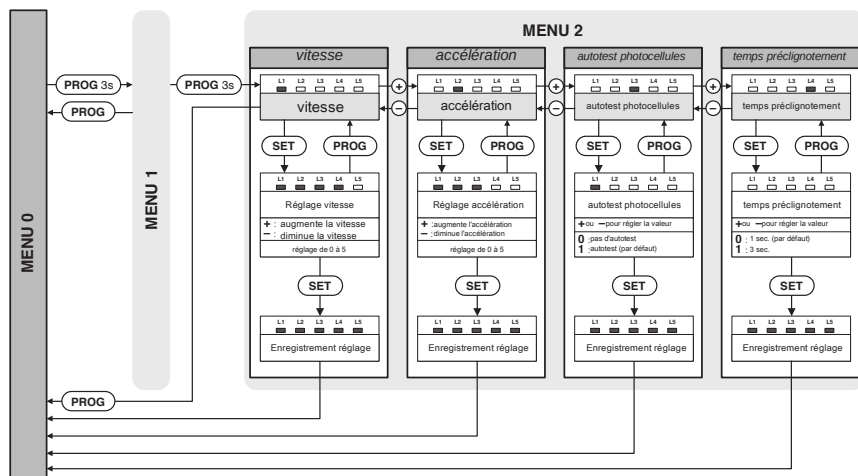 MENU 2
MENU 0
MENU 1
PROG 3s
PROG
PROG 3s
PROG
vitesse
L1 L2 L3 L4 L5
vitesse
SET PROG
L1 L2 L3 L4 L5
Réglage vitesse
+ : augmente la vitesse
− : diminue la vitesse
réglage de 0 à 5
SET
L1 L2 L3 L4 L5
Enregistrement réglage
+
−
accélération
L1 L2 L3 L4 L5
accélération
SET PROG
L1 L2 L3 L4 L5
Réglage accélération
+ :augmente l'accélération
− :diminue l'accélération
réglage de 0 à 5
SET
L1 L2 L3 L4 L5
Enregistrement réglage
+
−
autotest photocellules
L1 L2 L3 L4 L5
autotest photocellules
SET PROG
L1 L2 L3 L4 L5
autotest photocellules
+ou −pour régler la valeur
0 :pas d'autotest
1 :autotest (par défaut)
SET
L1 L2 L3 L4 L5
Enregistrement réglage
+
−
temps préclignotement
L1 L2 L3 L4 L5
temps préclignotement
SET PROG
L1 L2 L3 L4 L5
temps préclignotement
+ou −pour régler la valeur
0 : 1 sec. (par défaut)
1 : 3 sec.
SET
L1 L2 L3 L4 L5
Enregistrement réglage